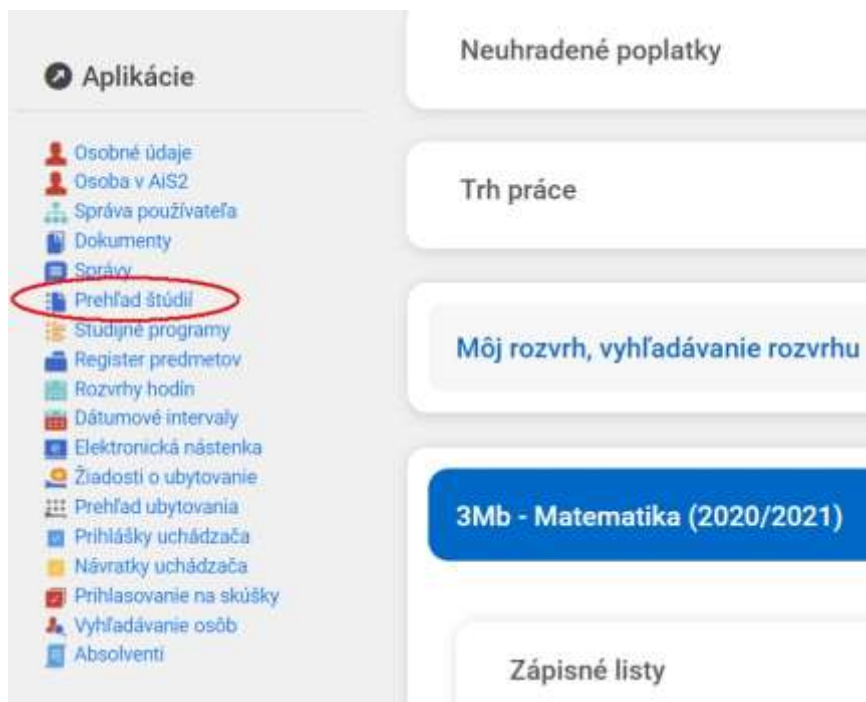 Aplikácie
Osobné údaje
Osoba v AiS2
Správa používateľa
Dokumenty
Správy
Prehľad štúdií
Študijné programy
Register predmetov
Rozvrhy hodín
Dátumové intervaly
Elektronická nástenka
Žiadosti o ubytovanie
Prehľad ubytovania
Prihlášky uchádzača
Návratky uchádzača
Prihlasovanie na skúšky
Vyhľadávanie osôb
Absolventi
Neuhradené poplatky
Trh práce
Môj rozvrh, vyhľadávanie rozvrhu
3Mb - Matematika (2020/2021)
Zápisné listy